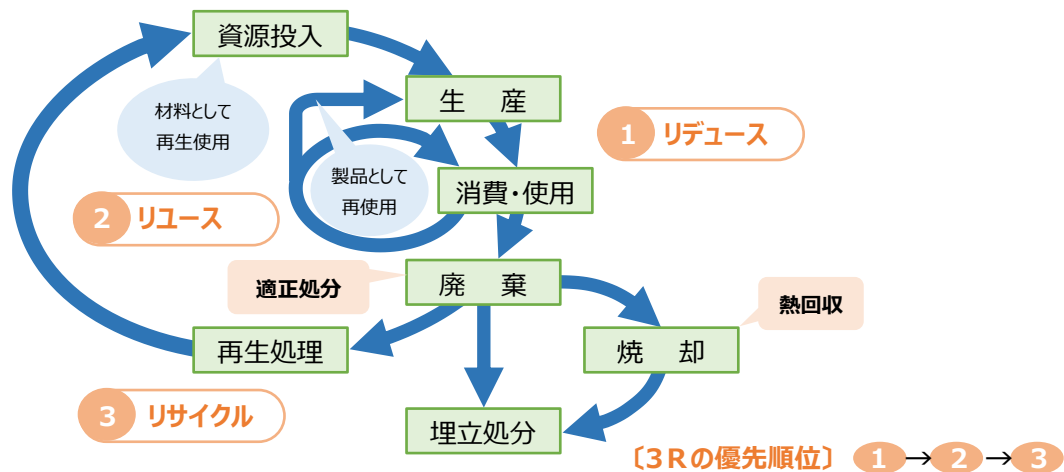 資源投入
材料として
再生使用
生　産
1 リデュース
製品として
再使用
消費・使用
2 リユース
廃　棄
適正処分
熱回収
再生処理
焼　却
3 リサイクル
埋立処分
〔３Ｒの優先順位〕 1→2→3